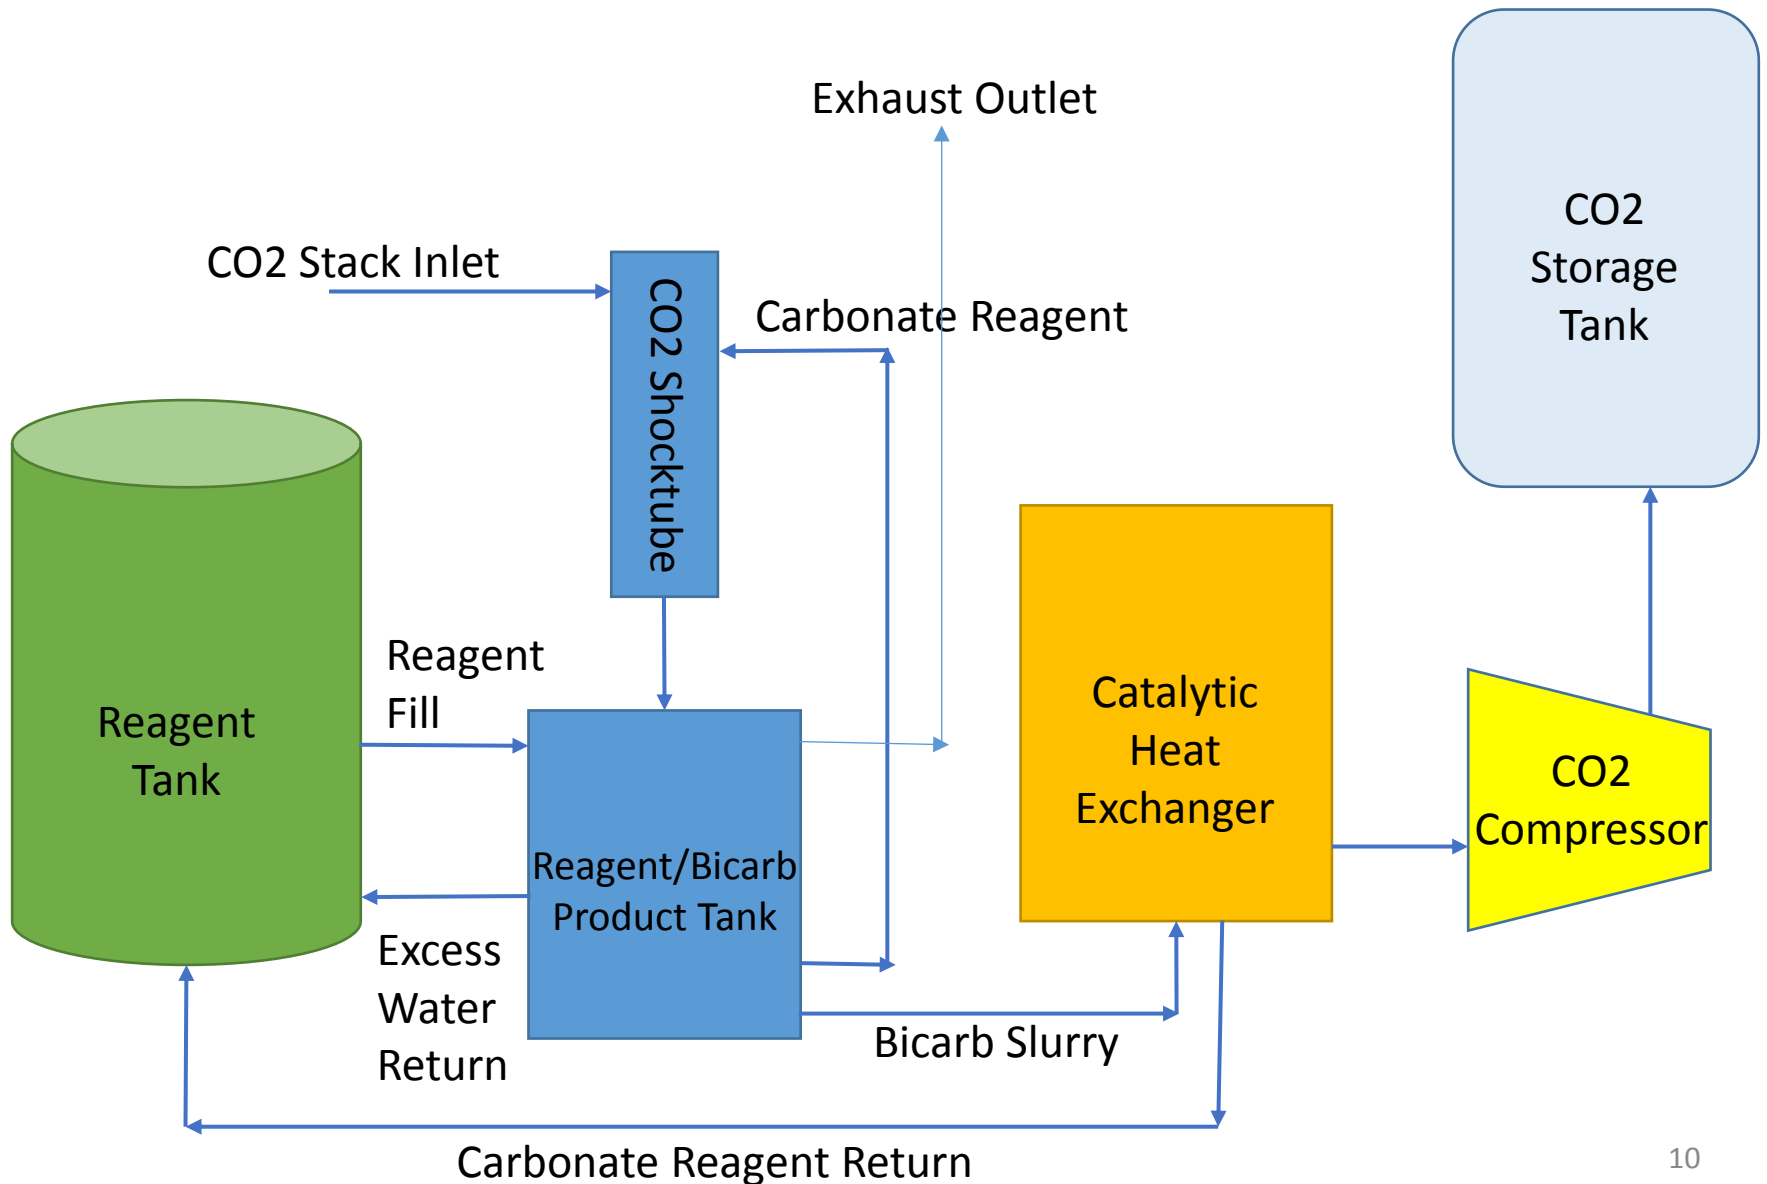 Exhaust Outlet
CO2
Storage
Tank
CO2 Stack Inlet
CO2 Shocktube
Carbonate Reagent
Reagent
Fill
Reagent
Tank
Catalytic
Heat
Exchanger
CO2
Compressor
Reagent/Bicarb
Product Tank
Excess
Water
Return
Bicarb Slurry
Carbonate Reagent Return
10